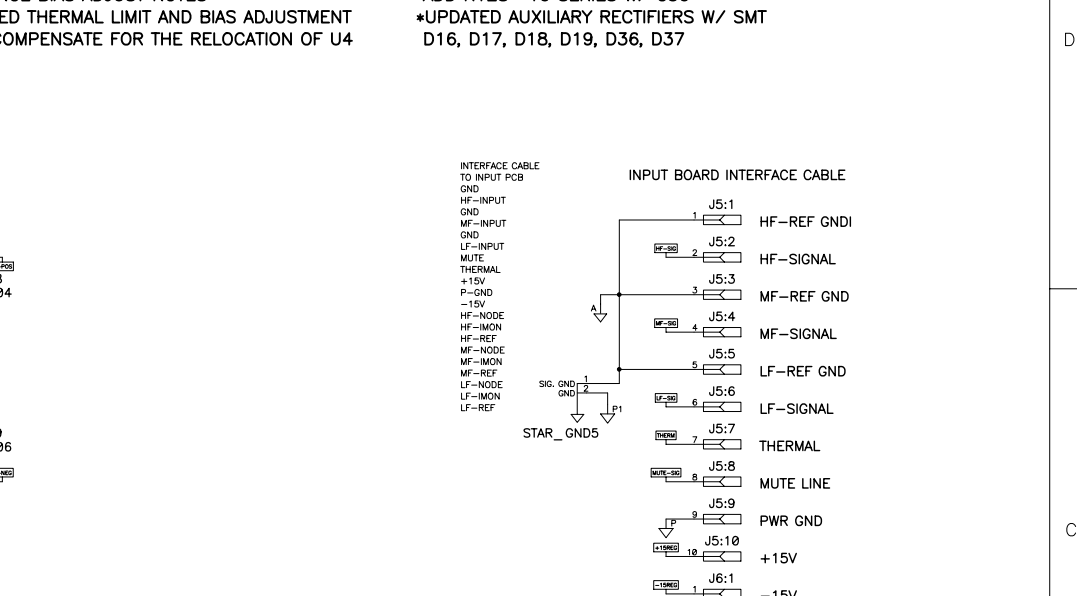 ED THERMAL LIMIT AND BIAS ADJUSTMENT
COMPENSATE FOR THE RELOCATION OF U4
*UPDATED AUXILIARY RECTIFIERS W/ SMT
D16, D17, D18, D19, D36, D37
D
INTERFACE CABLE
TO INPUT PCB
GND
HF-INPUT
GND
MF-INPUT
GND
LF-INPUT
MUTE
THERMAL
+15V
P-GND
-15V
HF-NODE
HF-IMON
HF-REF
MF-NODE
MF-IMON
MF-REF
LF-NODE
LF-IMON
LF-REF
INPUT BOARD INTERFACE CABLE
J5:1
1
HF-REF GNDI
J5:2
HF-SIG
2
HF-SIGNAL
J5:3
3
MF-REF GND
A
J5:4
MF-SIG
4
MF-SIGNAL
J5:5
5
LF-REF GND
SIG. GND 1
GND 2
P1
STAR_GND5
J5:6
LF-SIG
6
LF-SIGNAL
J5:7
THERM
7
THERMAL
J5:8
MUTE-SIG
8
MUTE LINE
J5:9
9
P
PWR GND
J5:10
+15REG
10
+15V
J6:1
-15REG
1
-15V
-POS
04
06
-NEG
C